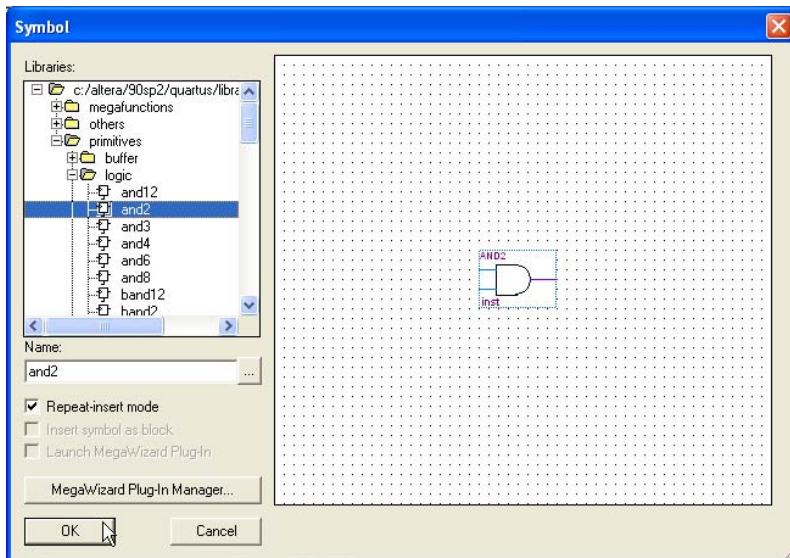 Symbol
Libraries:
c:/altera/90sp2/quartus/libra
megafunctions
others
primitives
buffer
logic
and12
and2
and3
and4
and6
and8
band12
band2
Name:
and2
...
Repeat-insert mode
Insert symbol as block
Launch MegaWizard Plug-In
MegaWizard Plug-In Manager...
OK
Cancel
AND2
inst